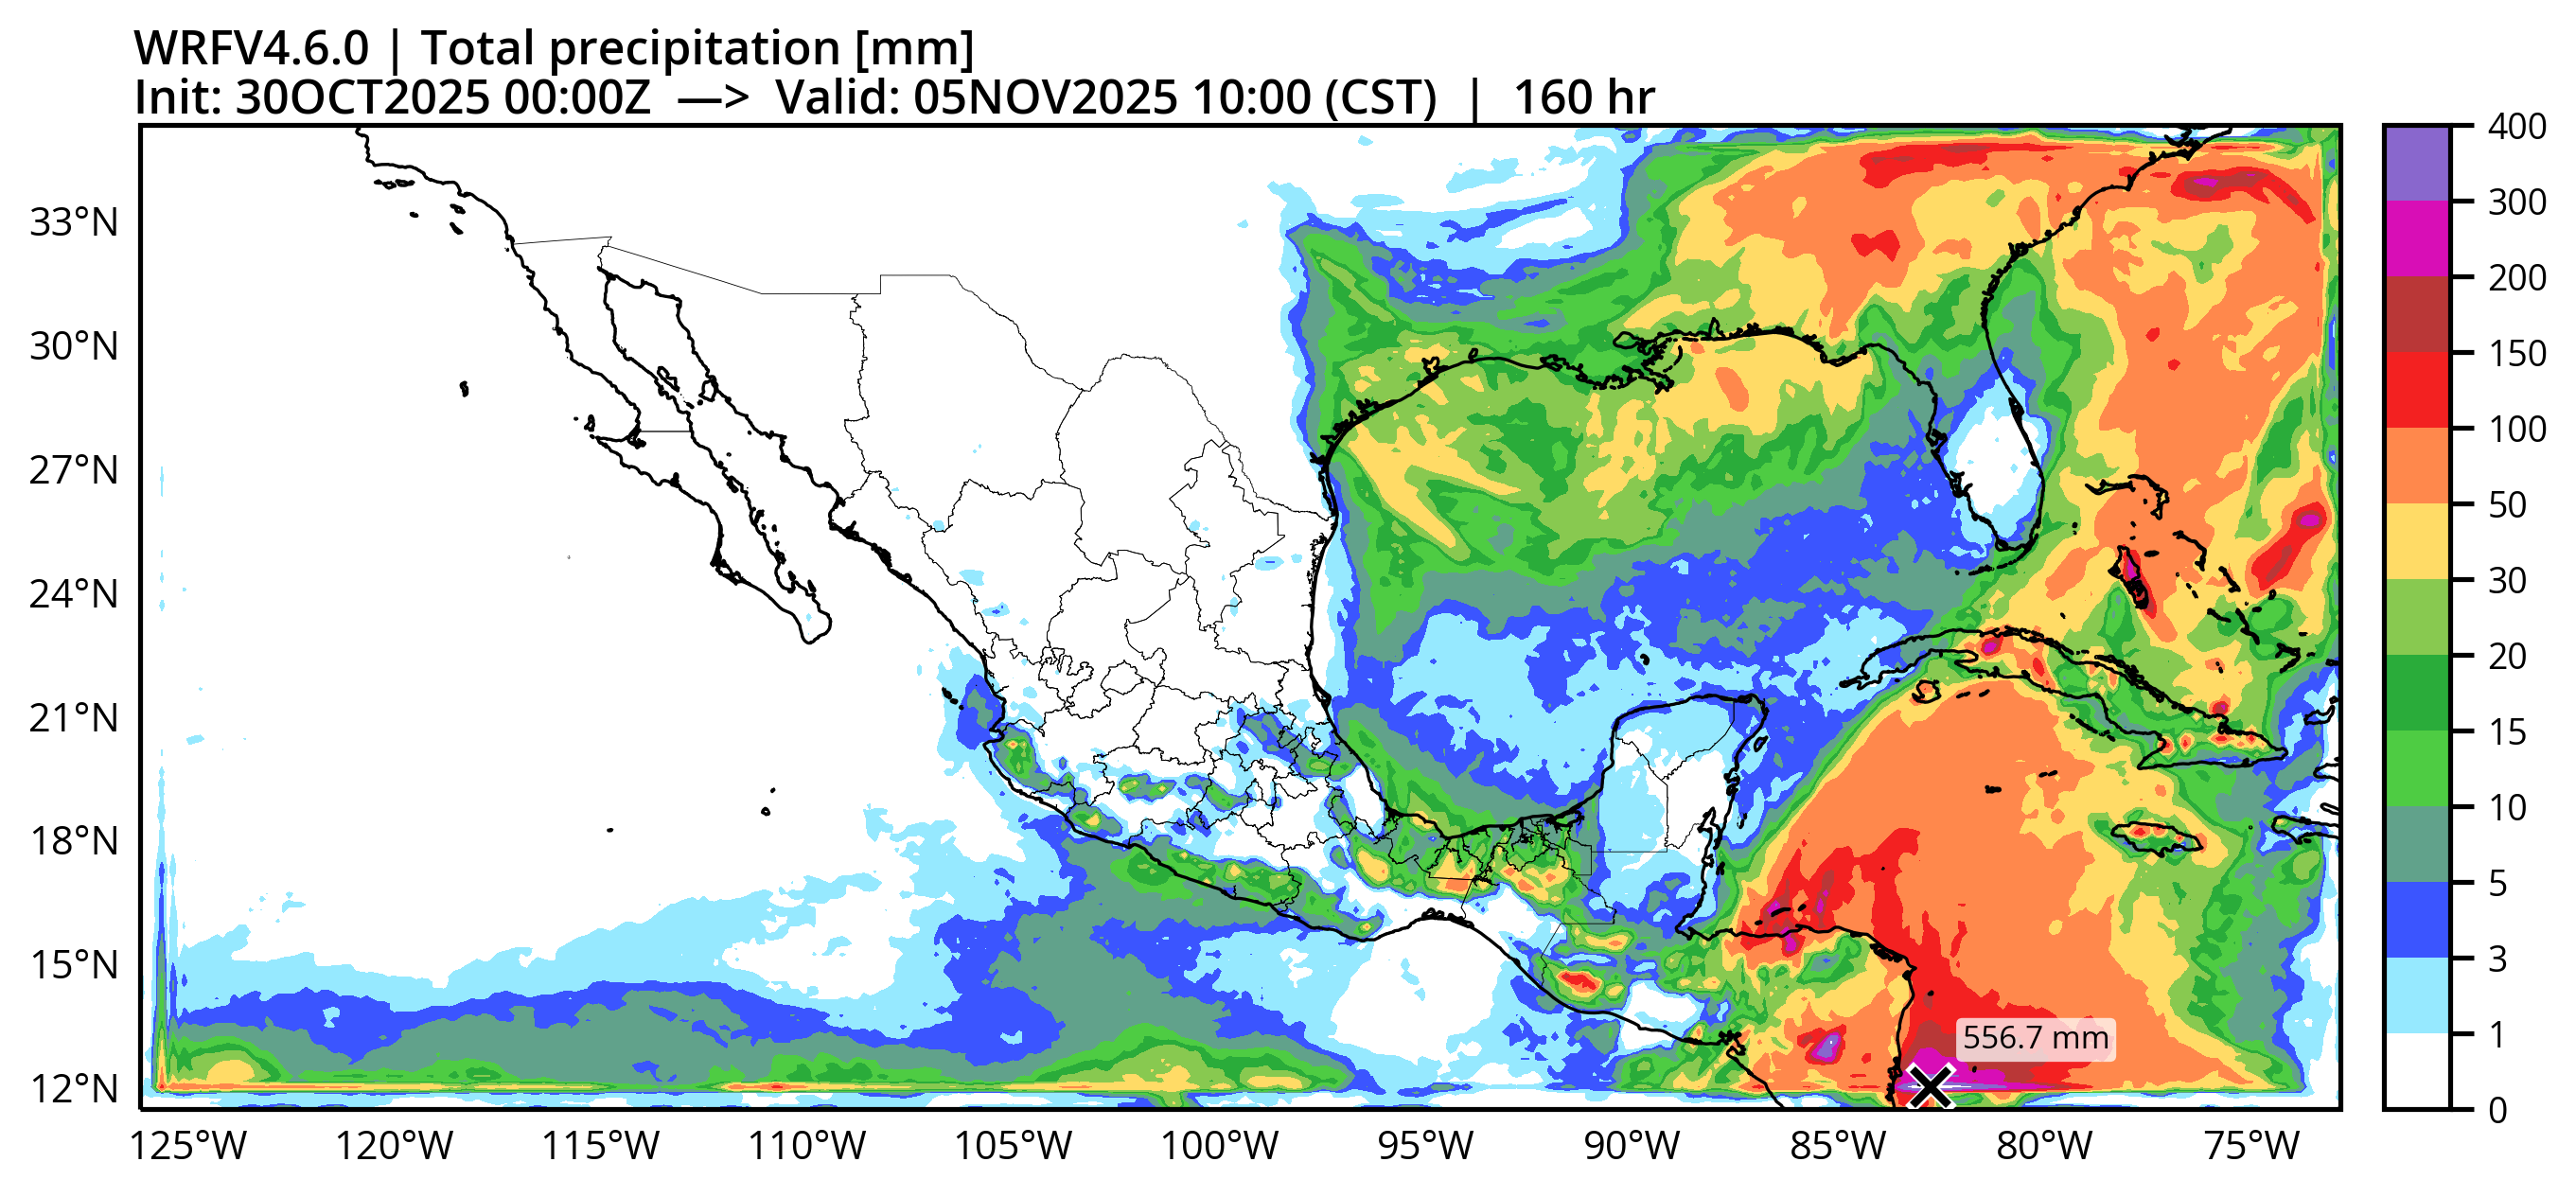 WRFV4.6.0 | Total precipitation [mm]
Init: 30OCT2025 00:00Z —> Valid: 05NOV2025 10:00 (CST) | 160 hr
33°N
30°N
27°N
24°N
21°N
18°N
15°N
12°N
556.7 mm
125°W 120°W 115°W 110°W 105°W 100°W 95°W 90°W 85°W 80°W 75°W
400
300
200
150
100
50
30
20
15
10
5
3
1
0